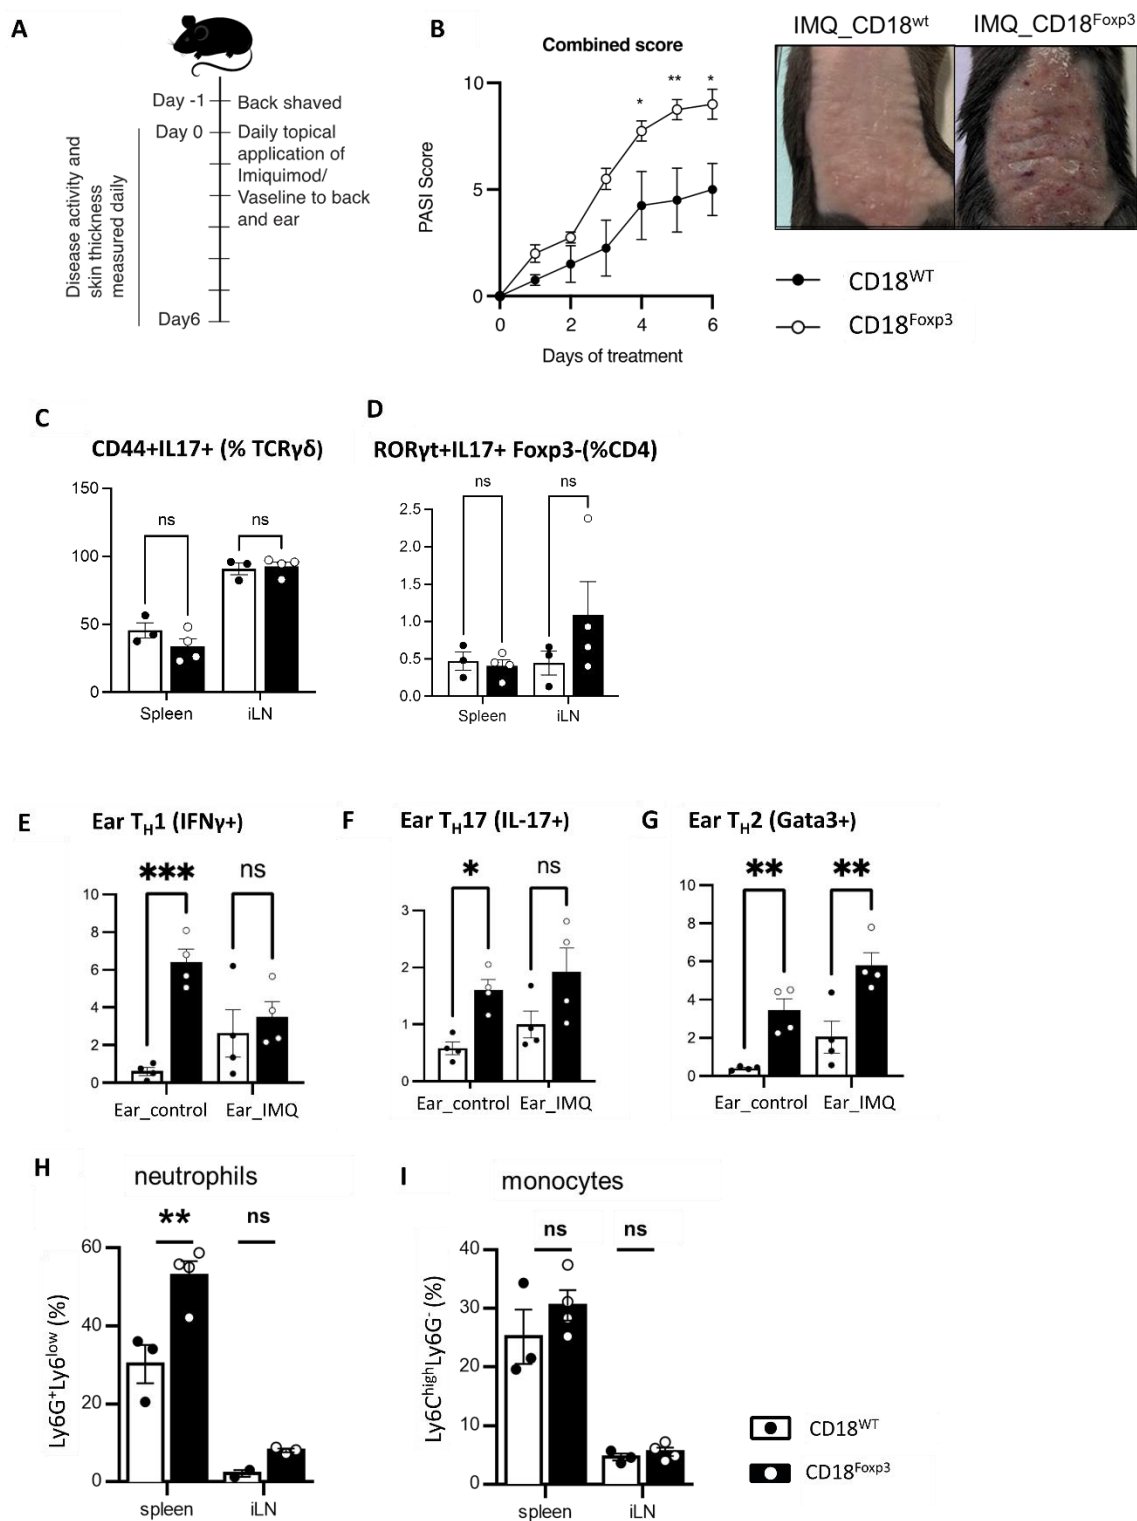 A
Day -1
Back shaved
Day 0
Daily topical
application of
Imiquimod/
Vaseline to back
and ear
Day6
Disease activity and
skin thickness
measured daily
B
Combined score
PASI Score
10
5
0
0 2 4 6
Days of treatment
* ** *
IMQ_CD18wt
IMQ_CD18Foxp3
CD18WT
CD18Foxp3
C
CD44+IL17+ (% TCRγδ)
150
100
50
0
ns ns
Spleen iLN
D
RORγt+IL17+ Foxp3-(%CD4)
2.5
2.0
1.5
1.0
0.5
0.0
ns ns
Spleen iLN
E
Ear TH1 (IFNγ+)
*** ns
10
8
6
4
2
0
Ear_control Ear_IMQ
F
Ear TH17 (IL-17+)
* ns
3
2
1
0
Ear_control Ear_IMQ
G
Ear TH2 (Gata3+)
** **
10
8
6
4
2
0
Ear_control Ear_IMQ
H
neutrophils
** ns
Ly6G+Ly6low (%)
60
40
20
0
spleen iLN
I
monocytes
ns ns
Ly6ChighLy6G- (%)
40
30
20
10
0
spleen iLN
CD18WT
CD18Foxp3